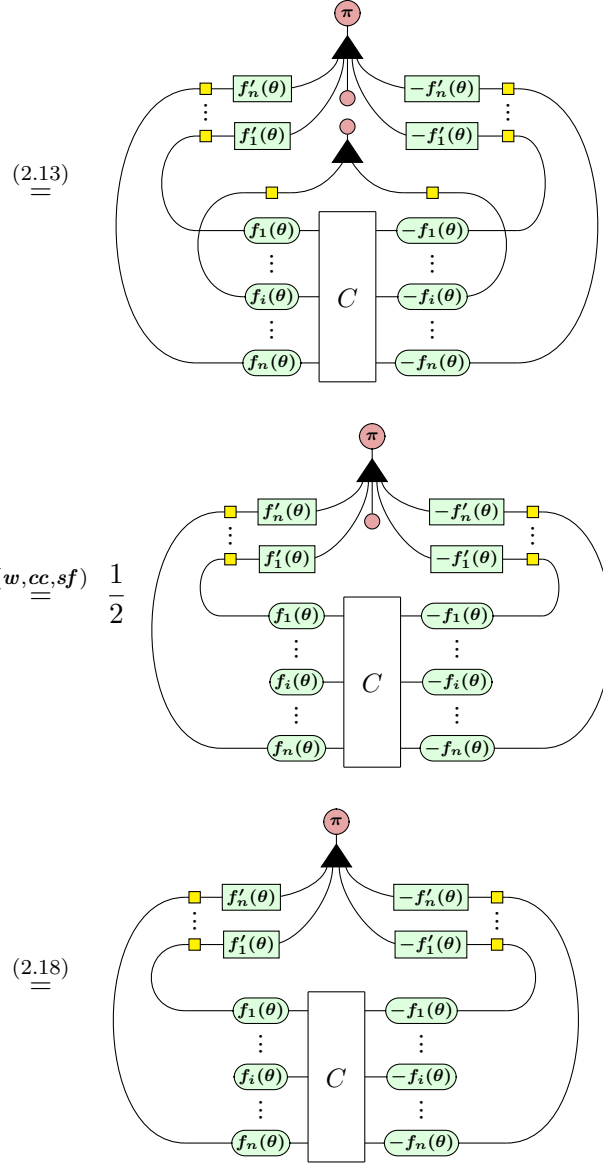 π
f′ₙ(θ) −f′ₙ(θ)
⋮ ⋮
f′₁(θ) −f′₁(θ)
(2.13)
=
f₁(θ) −f₁(θ)
⋮ ⋮
fᵢ(θ) C −fᵢ(θ)
⋮ ⋮
fₙ(θ) −fₙ(θ)
π
f′ₙ(θ) −f′ₙ(θ)
⋮ ⋮
f′₁(θ) −f′₁(θ)
w,cc,sf)
= 1/2
f₁(θ) −f₁(θ)
⋮ ⋮
fᵢ(θ) C −fᵢ(θ)
⋮ ⋮
fₙ(θ) −fₙ(θ)
π
f′ₙ(θ) −f′ₙ(θ)
⋮ ⋮
f′₁(θ) −f′₁(θ)
(2.18)
=
f₁(θ) −f₁(θ)
⋮ ⋮
fᵢ(θ) C −fᵢ(θ)
⋮ ⋮
fₙ(θ) −fₙ(θ)